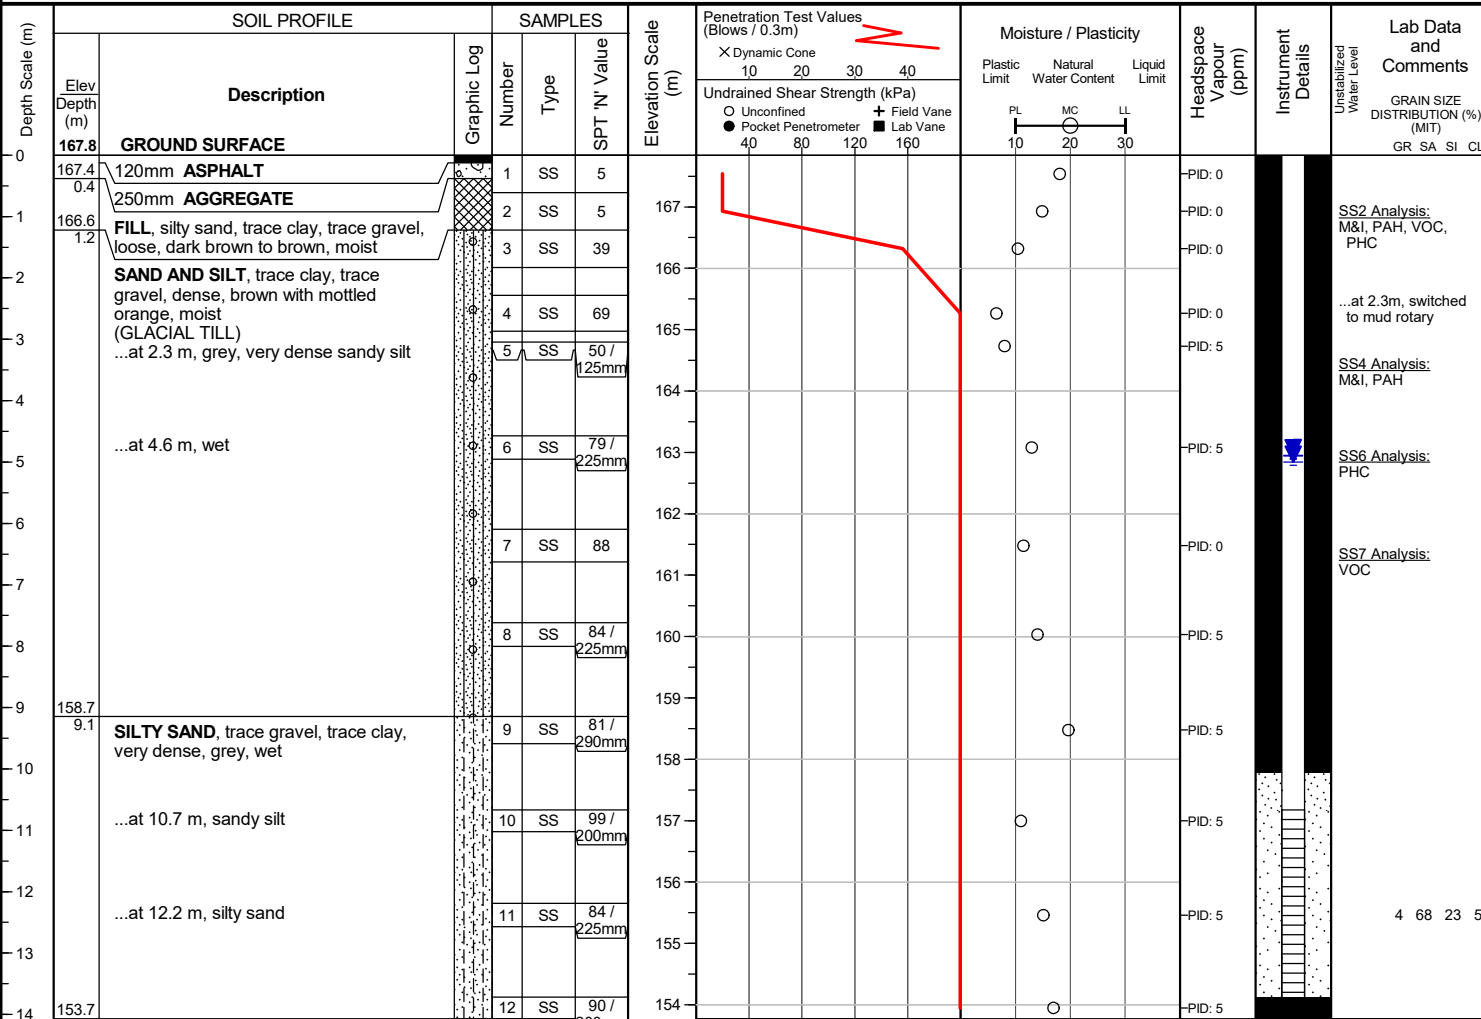 SOIL PROFILE
SAMPLES
Depth Scale (m)
Elev
Depth
(m)
Description
Graphic Log
Number
Type
SPT 'N' Value
Elevation Scale
(m)
Penetration Test Values
(Blows / 0.3m)
Dynamic Cone
10 20 30 40
Undrained Shear Strength (kPa)
Unconfined
Field Vane
Pocket Penetrometer
Lab Vane
40 80 120 160
Moisture / Plasticity
Plastic
Limit
Natural
Water Content
Liquid
Limit
PL MC LL
10 20 30
Headspace
Vapour
(ppm)
Instrument
Details
Unstabilized
Water Level
Lab Data
and
Comments
GRAIN SIZE
DISTRIBUTION (%)
(MIT)
GR SA SI CL
167.8 GROUND SURFACE
0
1
2
3
4
5
6
7
8
9
10
11
12
13
14
167.4
0.4
120mm ASPHALT
250mm AGGREGATE
166.6
1.2
FILL, silty sand, trace clay, trace gravel,
loose, dark brown to brown, moist
SAND AND SILT, trace clay, trace
gravel, dense, brown with mottled
orange, moist
(GLACIAL TILL)
...at 2.3 m, grey, very dense sandy silt
...at 4.6 m, wet
158.7
9.1
SILTY SAND, trace gravel, trace clay,
very dense, grey, wet
...at 10.7 m, sandy silt
...at 12.2 m, silty sand
153.7
1 SS 5
2 SS 5
3 SS 39
4 SS 69
5 SS 50 /
125mm
6 SS 79 /
225mm
7 SS 88
8 SS 84 /
225mm
9 SS 81 /
290mm
10 SS 99 /
200mm
11 SS 84 /
225mm
12 SS 90 /
167
166
165
164
163
162
161
160
159
158
157
156
155
154
PID: 0
PID: 0
PID: 0
PID: 0
PID: 5
PID: 5
PID: 0
PID: 5
PID: 5
PID: 5
PID: 5
PID: 5
SS2 Analysis:
M&I, PAH, VOC,
PHC
...at 2.3m, switched
to mud rotary
SS4 Analysis:
M&I, PAH
SS6 Analysis:
PHC
SS7 Analysis:
VOC
4 68 23 5